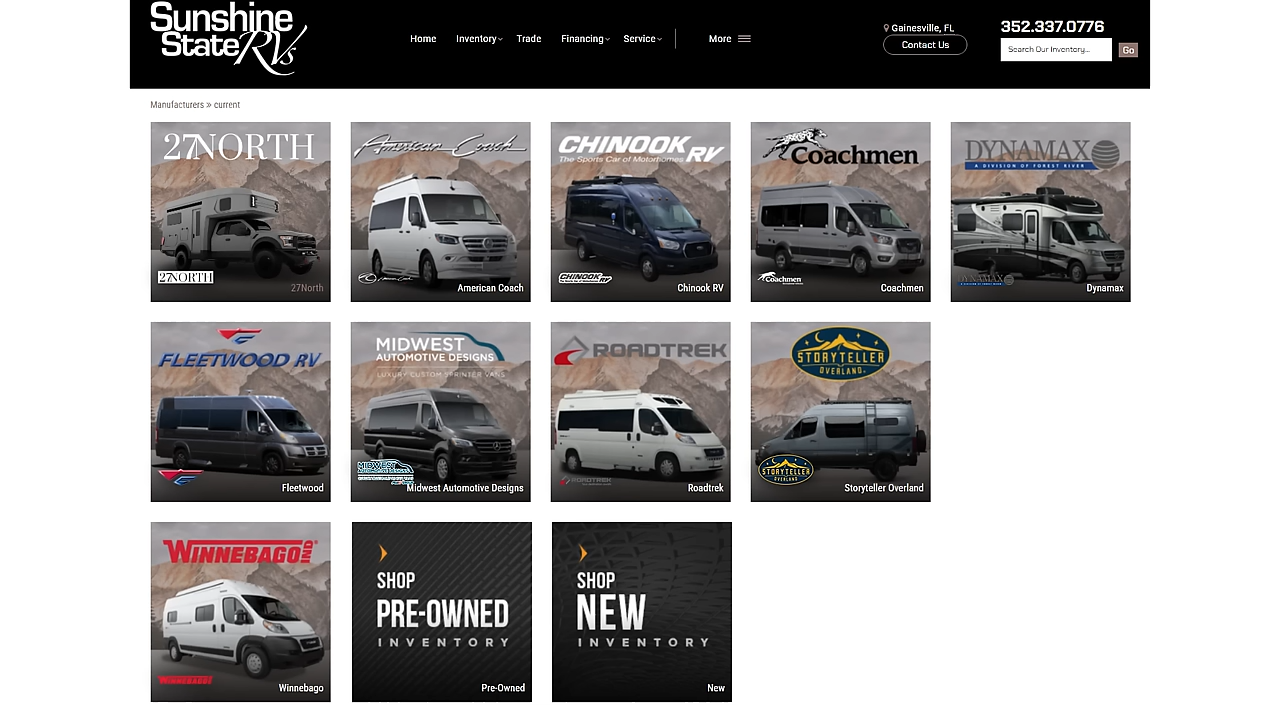 Sunshine
State RVs
Home
Inventory
Trade
Financing
Service
More
Gainesville, FL
Contact Us
352.337.0776
Search Our Inventory...
Go
Manufacturers » current
27NORTH
27NORTH
27North
American Coach
American Coach
CHINOOK RV
The Sports Car of Motorhomes
CHINOOK RV
Chinook RV
Coachmen
Coachmen
Coachmen
DYNAMAX
A DIVISION OF FOREST RIVER
DYNAMAX
Dynamax
FLEETWOOD RV
Fleetwood
MIDWEST
AUTOMOTIVE DESIGNS
LUXURY CUSTOM SPRINTER VANS
MIDWEST
Midwest Automotive Designs
ROADTREK
ROADTREK
Roadtrek
STORYTELLER
OVERLAND
STORYTELLER
OVERLAND
Storyteller Overland
WINNEBAGO IND
WINNEBAGO
Winnebago
SHOP
PRE-OWNED
INVENTORY
Pre-Owned
SHOP
NEW
INVENTORY
New